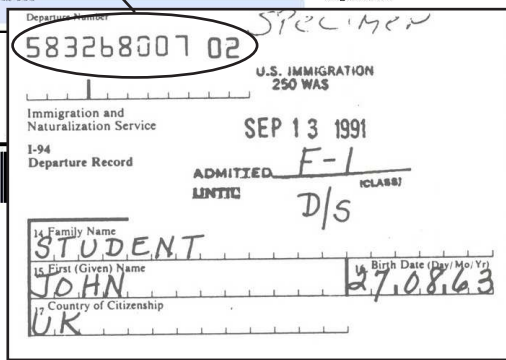 Departure Number
SPECIMEN
583268007 02
U.S. IMMIGRATION
250 WAS
Immigration and
Naturalization Service
SEP 13 1991
I-94
Departure Record
ADMITTED F-1
(CLASS)
UNTIL D/S
14 Family Name
STUDENT
15 First (Given) Name
16 Birth Date (Day/Mo/Yr)
JOHN
27,08,63
17 Country of Citizenship
UK